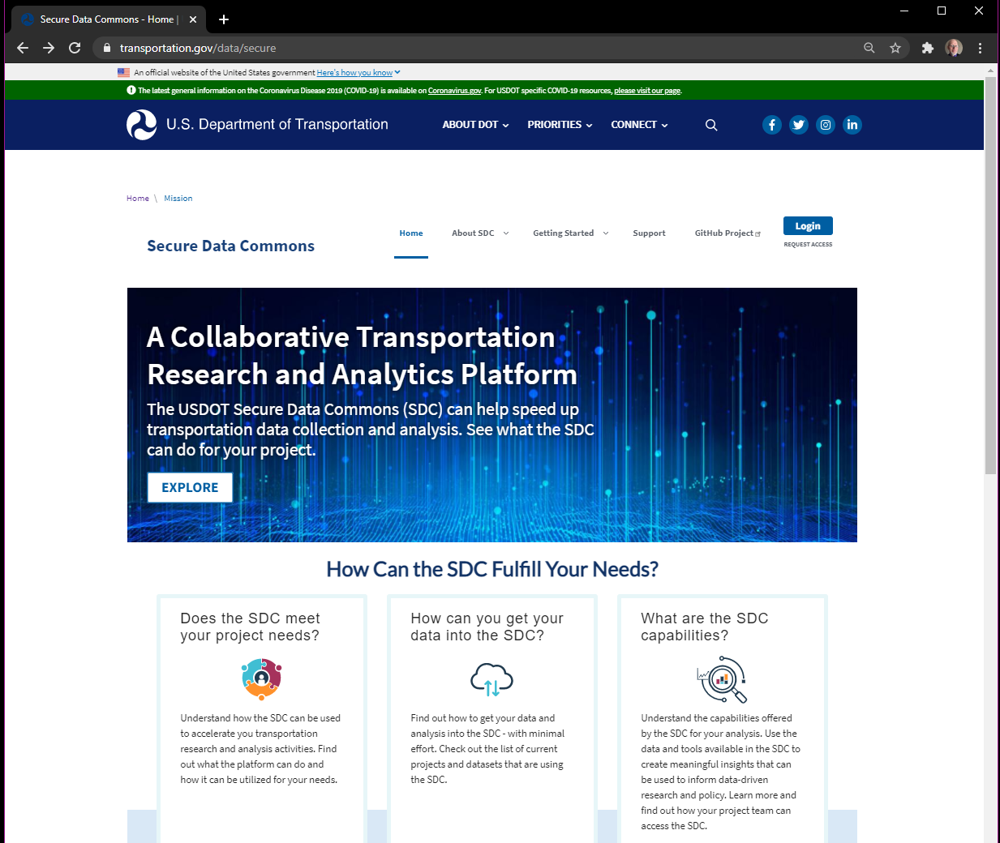 Secure Data Commons - Home |
transportation.gov/data/secure
An official website of the United States government Here's how you know
The latest general information on the Coronavirus Disease 2019 (COVID-19) is available on Coronavirus.gov. For USDOT specific COVID-19 resources, please visit our page.
U.S. Department of Transportation
ABOUT DOT
PRIORITIES
CONNECT
Home \ Mission
Secure Data Commons
Home
About SDC
Getting Started
Support
GitHub Project
Login
REQUEST ACCESS
A Collaborative Transportation
Research and Analytics Platform
The USDOT Secure Data Commons (SDC) can help speed up
transportation data collection and analysis. See what the SDC
can do for your project.
EXPLORE
How Can the SDC Fulfill Your Needs?
Does the SDC meet
your project needs?
Understand how the SDC can be used
to accelerate you transportation
research and analysis activities. Find
out what the platform can do and
how it can be utilized for your needs.
How can you get your
data into the SDC?
Find out how to get your data and
analysis into the SDC - with minimal
effort. Check out the list of current
projects and datasets that are using
the SDC.
What are the SDC
capabilities?
Understand the capabilities offered
by the SDC for your analysis. Use the
data and tools available in the SDC to
create meaningful insights that can
be used to inform data-driven
research and policy. Learn more and
find out how your project team can
access the SDC.